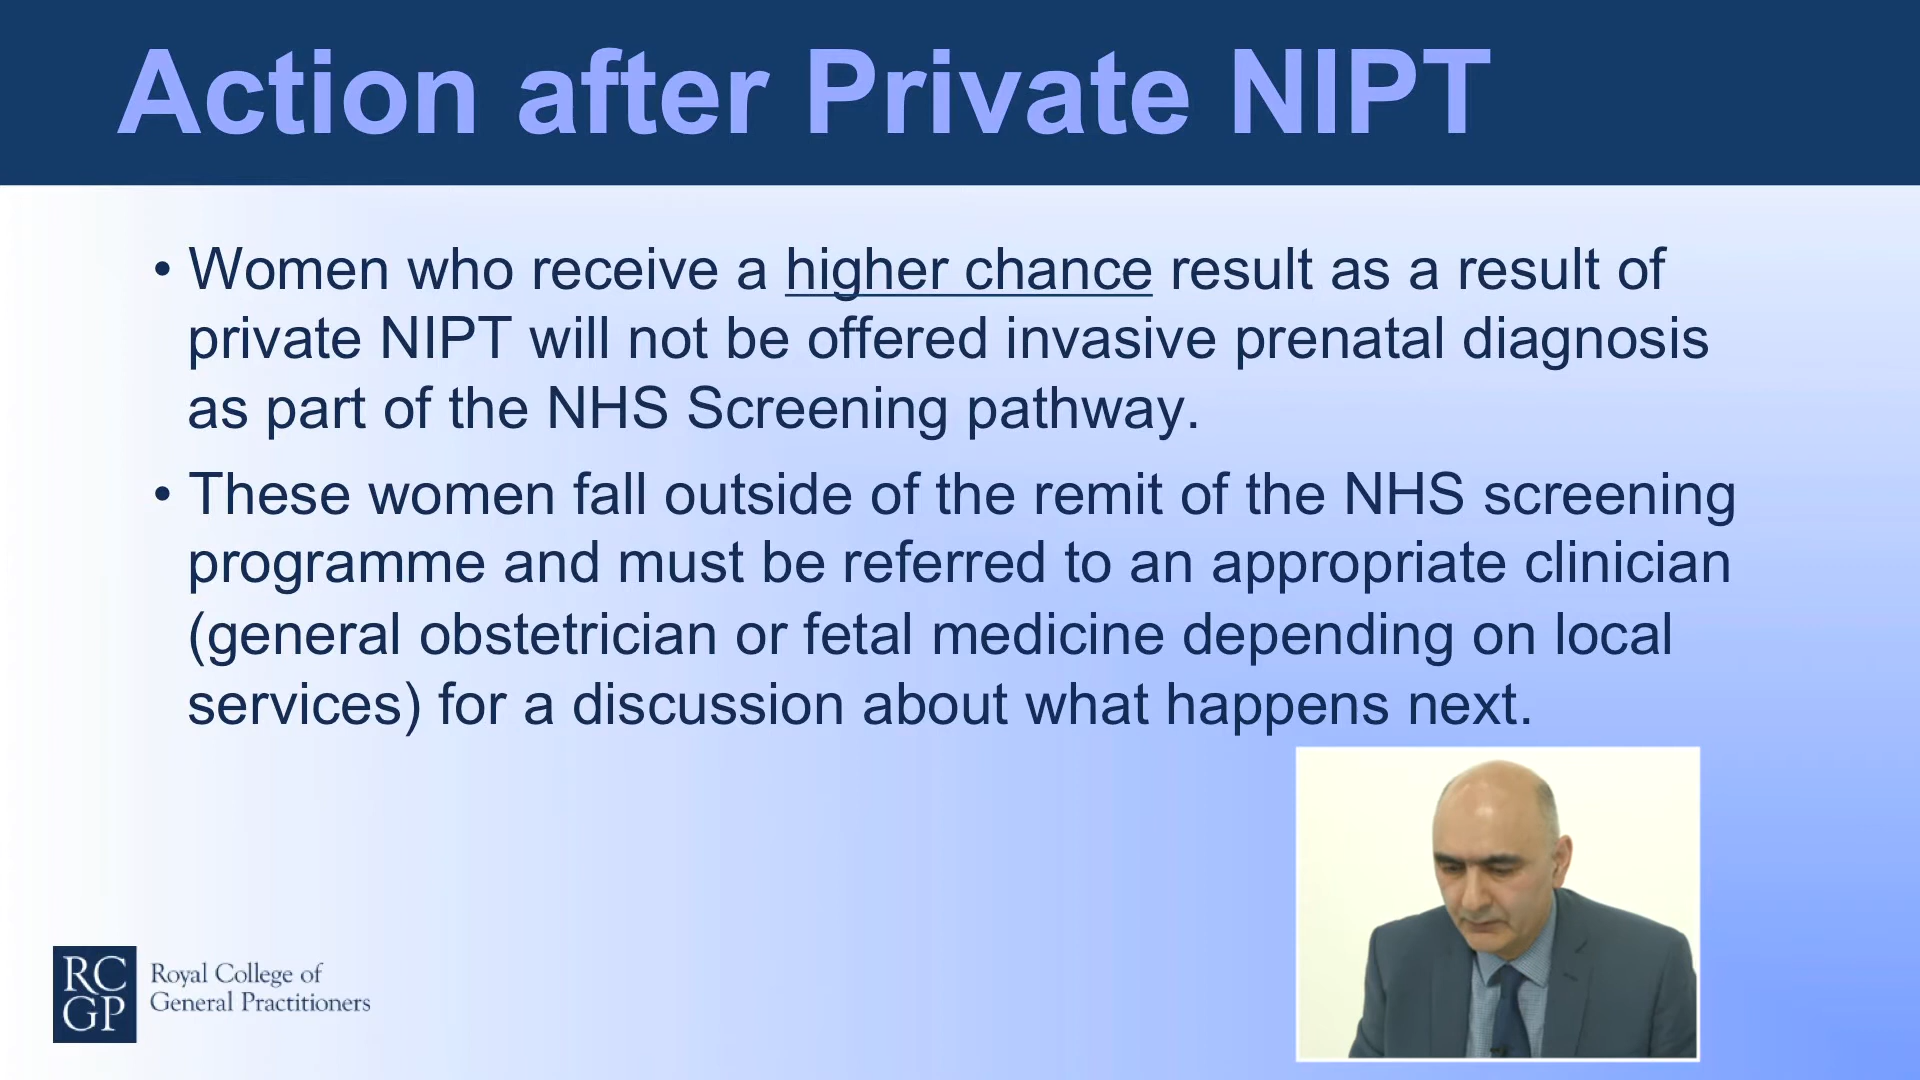 Action after Private NIPT
• Women who receive a higher chance result as a result of
private NIPT will not be offered invasive prenatal diagnosis
as part of the NHS Screening pathway.
• These women fall outside of the remit of the NHS screening
programme and must be referred to an appropriate clinician
(general obstetrician or fetal medicine depending on local
services) for a discussion about what happens next.
RC
GP
Royal College of
General Practitioners